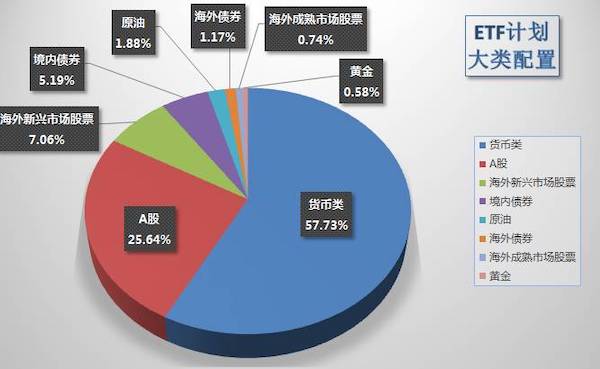 ETF计划
大类配置
原油
1.88%
海外债券
1.17%
海外成熟市场股票
0.74%
境内债券
5.19%
黄金
0.58%
海外新兴市场股票
7.06%
A股
25.64%
货币类
57.73%
货币类
A股
海外新兴市场股票
境内债券
原油
海外债券
海外成熟市场股票
黄金